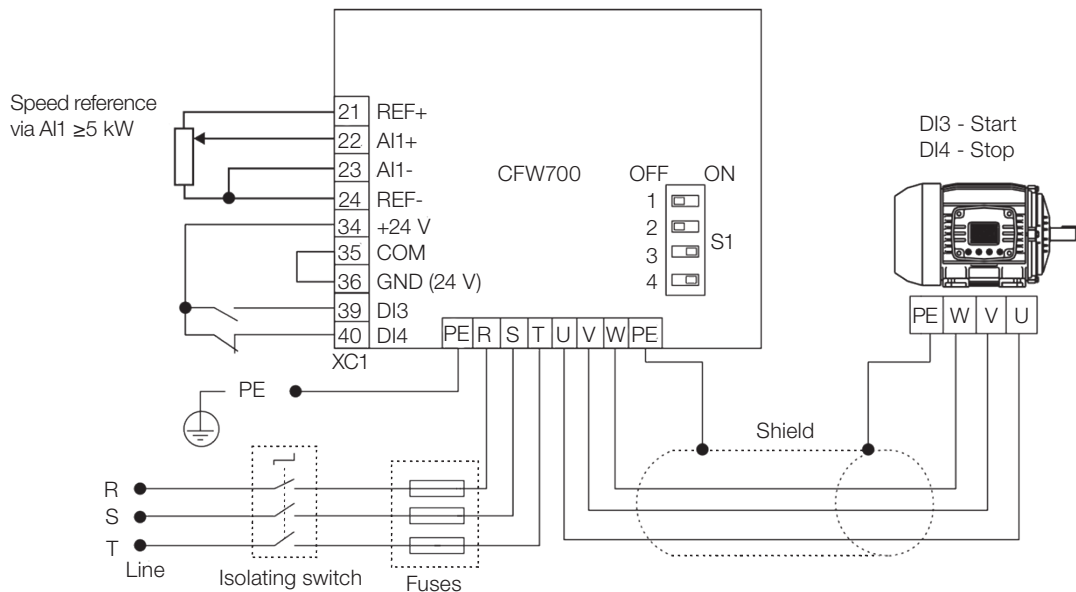 Speed reference
via AI1 ≥5 kW
21 REF+
22 AI1+
23 AI1-
24 REF-
34 +24 V
35 COM
36 GND (24 V)
39 DI3
40 DI4
XC1
CFW700
OFF ON
1
2
3
4
S1
DI3 - Start
DI4 - Stop
PE R S T U V W PE
PE W V U
PE
Shield
R
S
T
Line
Isolating switch
Fuses